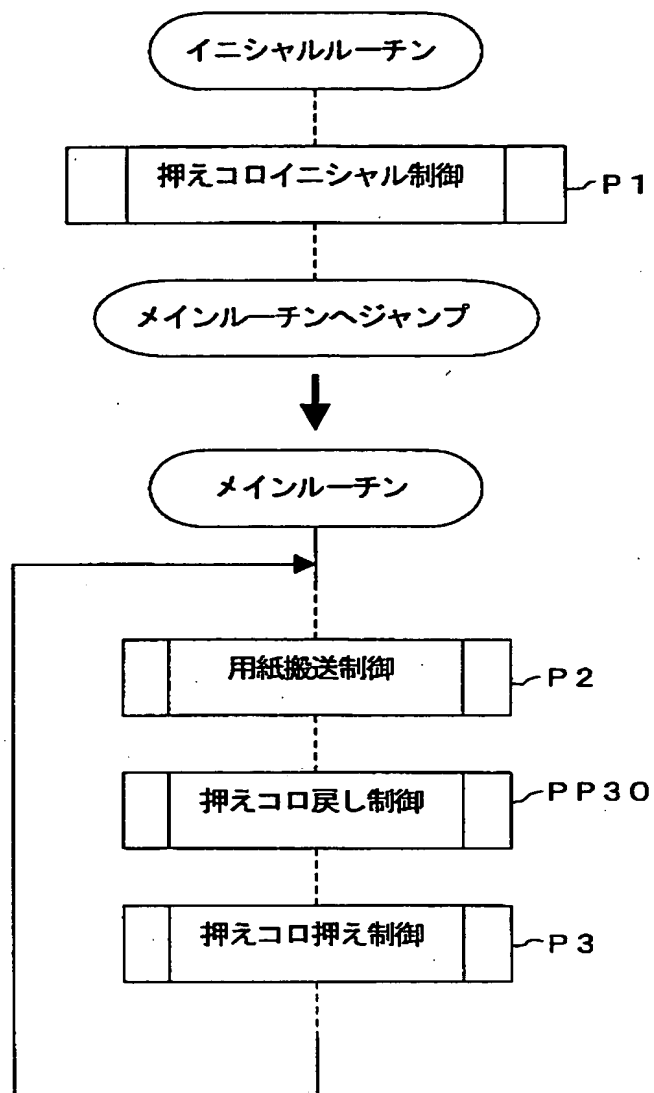 イニシャルルーチン
押えコロイニシャル制御
P1
メインルーチンへジャンプ
メインルーチン
用紙搬送制御
P2
押えコロ戻し制御
PP30
押えコロ押え制御
P3